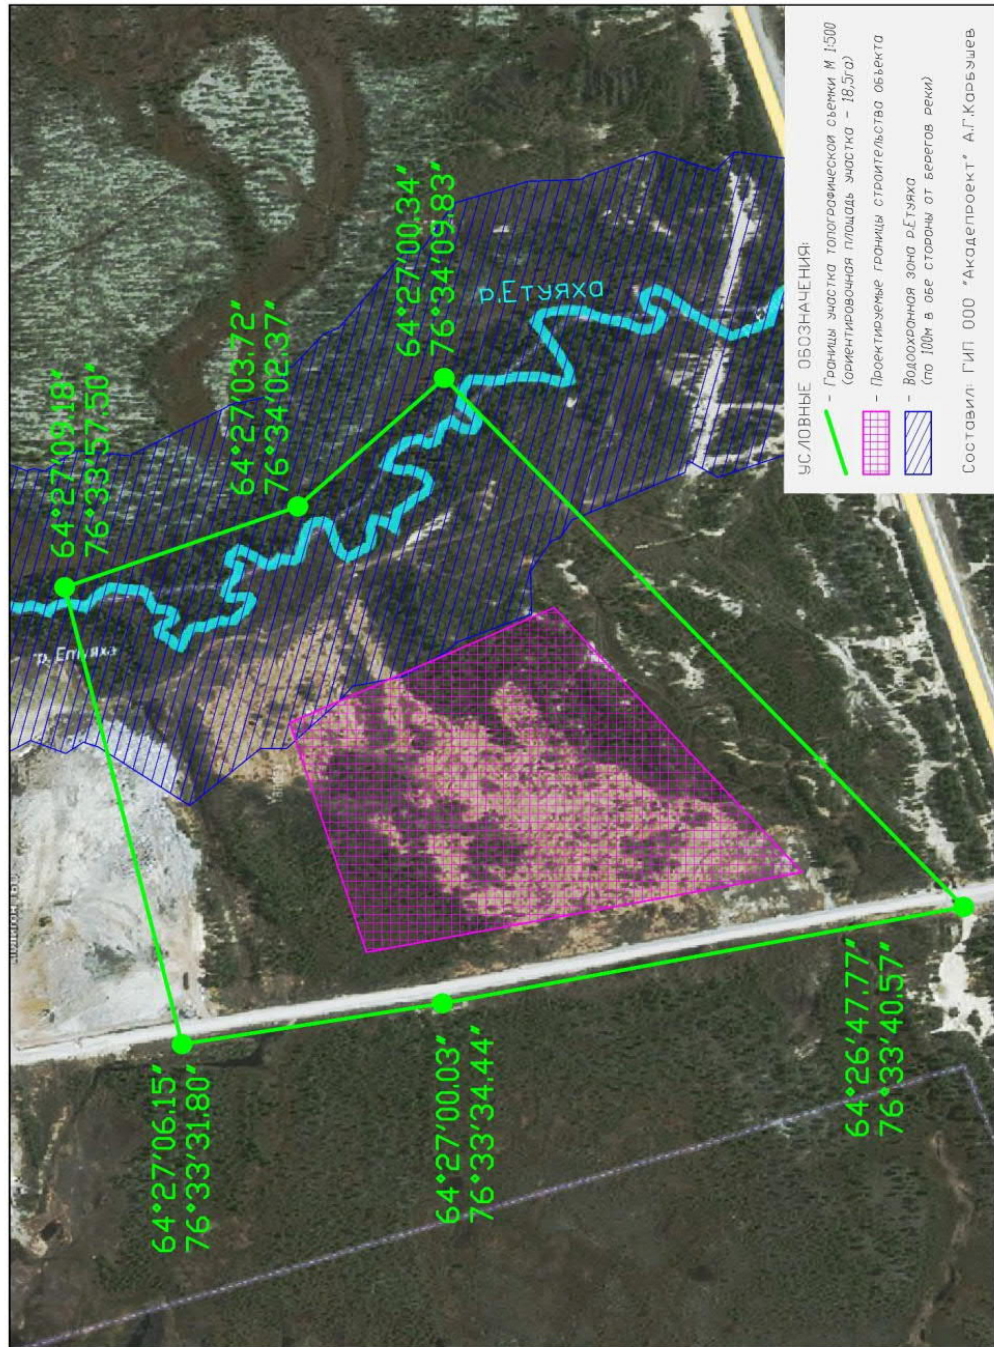 64°27'09.18"
76°33'57.50"
64°27'03.72"
76°34'02.37"
64°27'00.34"
76°34'09.83"
р.Етуяха
р.Етуяха
64°27'06.15"
76°33'31.80"
64°27'00.03"
76°33'34.44"
64°26'47.77"
76°33'40.57"
УСЛОВНЫЕ ОБОЗНАЧЕНИЯ:
- Границы участка топографической съемки М 1:500
(ориентировочная площадь участка - 18,5га)
- Проектируемые границы строительства объекта
- Водоохранная зона р.Етуяха
(по 100м в обе стороны от берегов реки)
Составил: ГИП ООО "Академпроект" А.Г.Карбушев